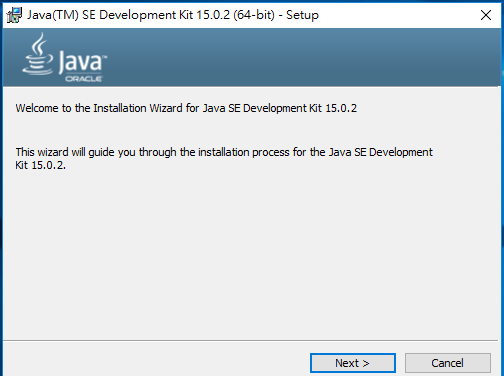 Java(TM) SE Development Kit 15.0.2 (64-bit) - Setup
Java™
ORACLE
Welcome to the Installation Wizard for Java SE Development Kit 15.0.2
This wizard will guide you through the installation process for the Java SE Development
Kit 15.0.2.
Next >
Cancel